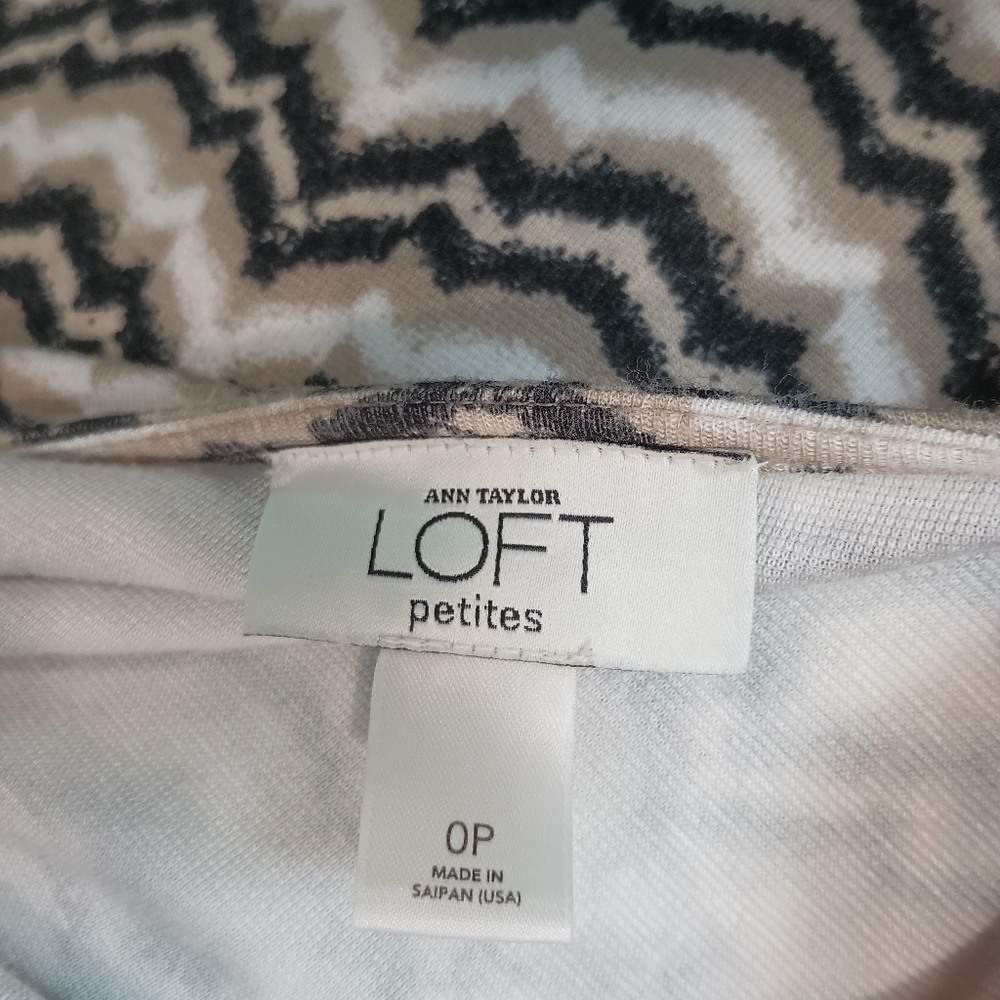 ANN TAYLOR
LOFT
petites
0P
MADE IN
SAIPAN (USA)